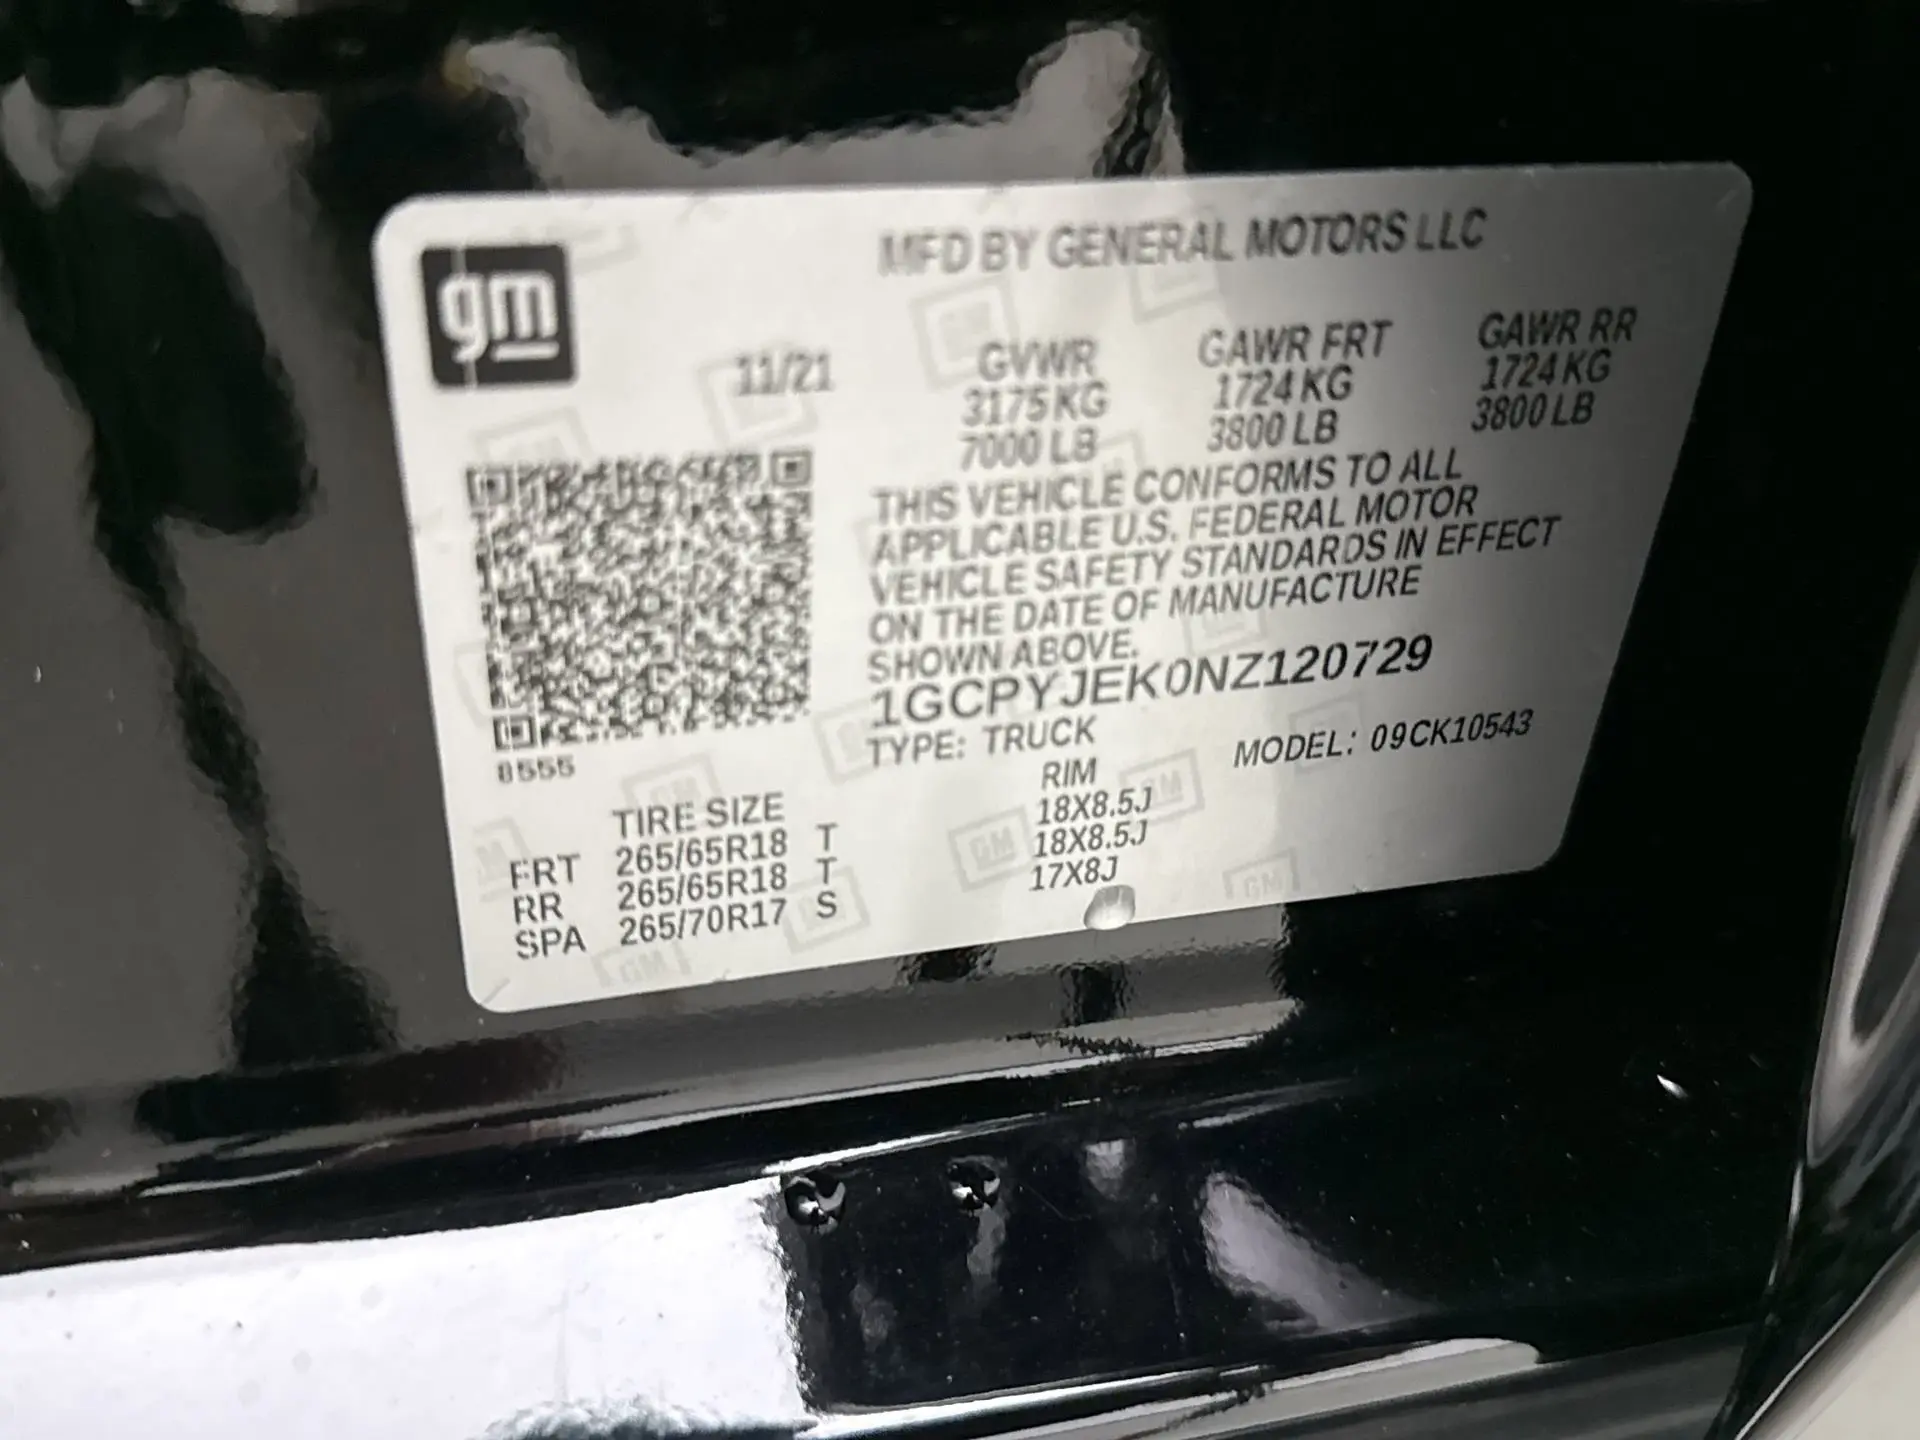 gm
MFD BY GENERAL MOTORS LLC
11/21
GVWR GAWR FRT GAWR RR
3175 KG 1724 KG 1724 KG
7000 LB 3800 LB 3800 LB
THIS VEHICLE CONFORMS TO ALL
APPLICABLE U.S. FEDERAL MOTOR
VEHICLE SAFETY STANDARDS IN EFFECT
ON THE DATE OF MANUFACTURE
SHOWN ABOVE.
1GCPYJEK0NZ120729
TYPE: TRUCK MODEL: 09CK10543
8555
TIRE SIZE RIM
FRT 265/65R18 T 18X8.5J
RR 265/65R18 T 18X8.5J
SPA 265/70R17 S 17X8J